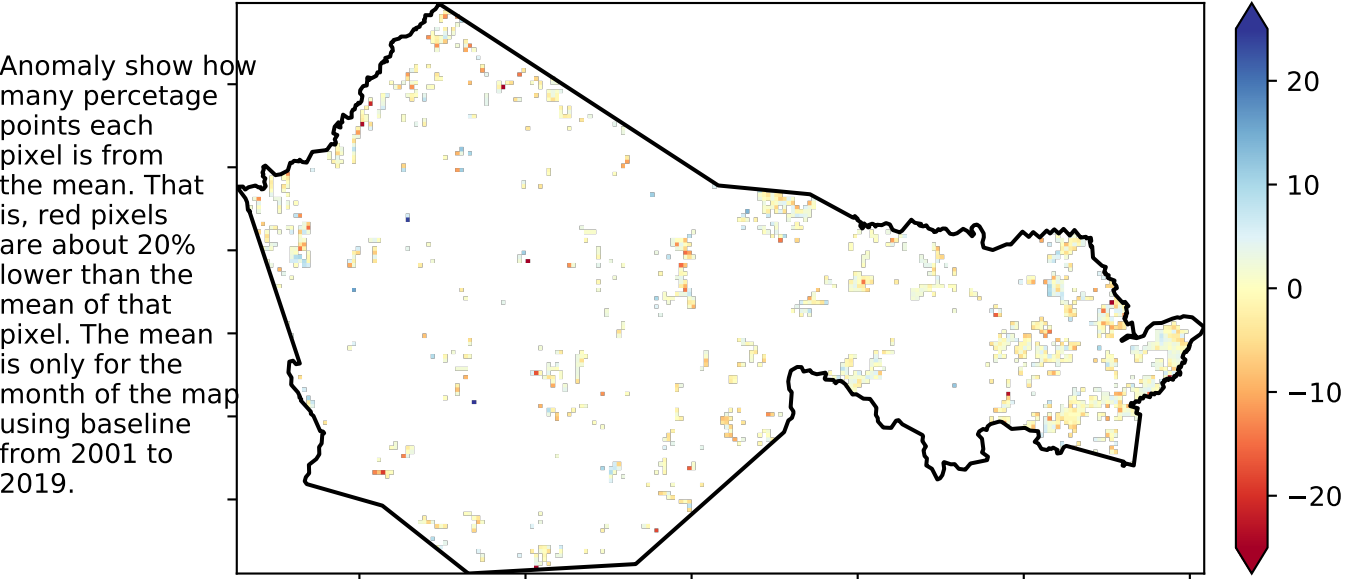 Anomaly show how
many percetage
points each
pixel is from
the mean. That
is, red pixels
are about 20%
lower than the
mean of that
pixel. The mean
is only for the
month of the map
using baseline
from 2001 to
2019.
20
10
0
−10
−20